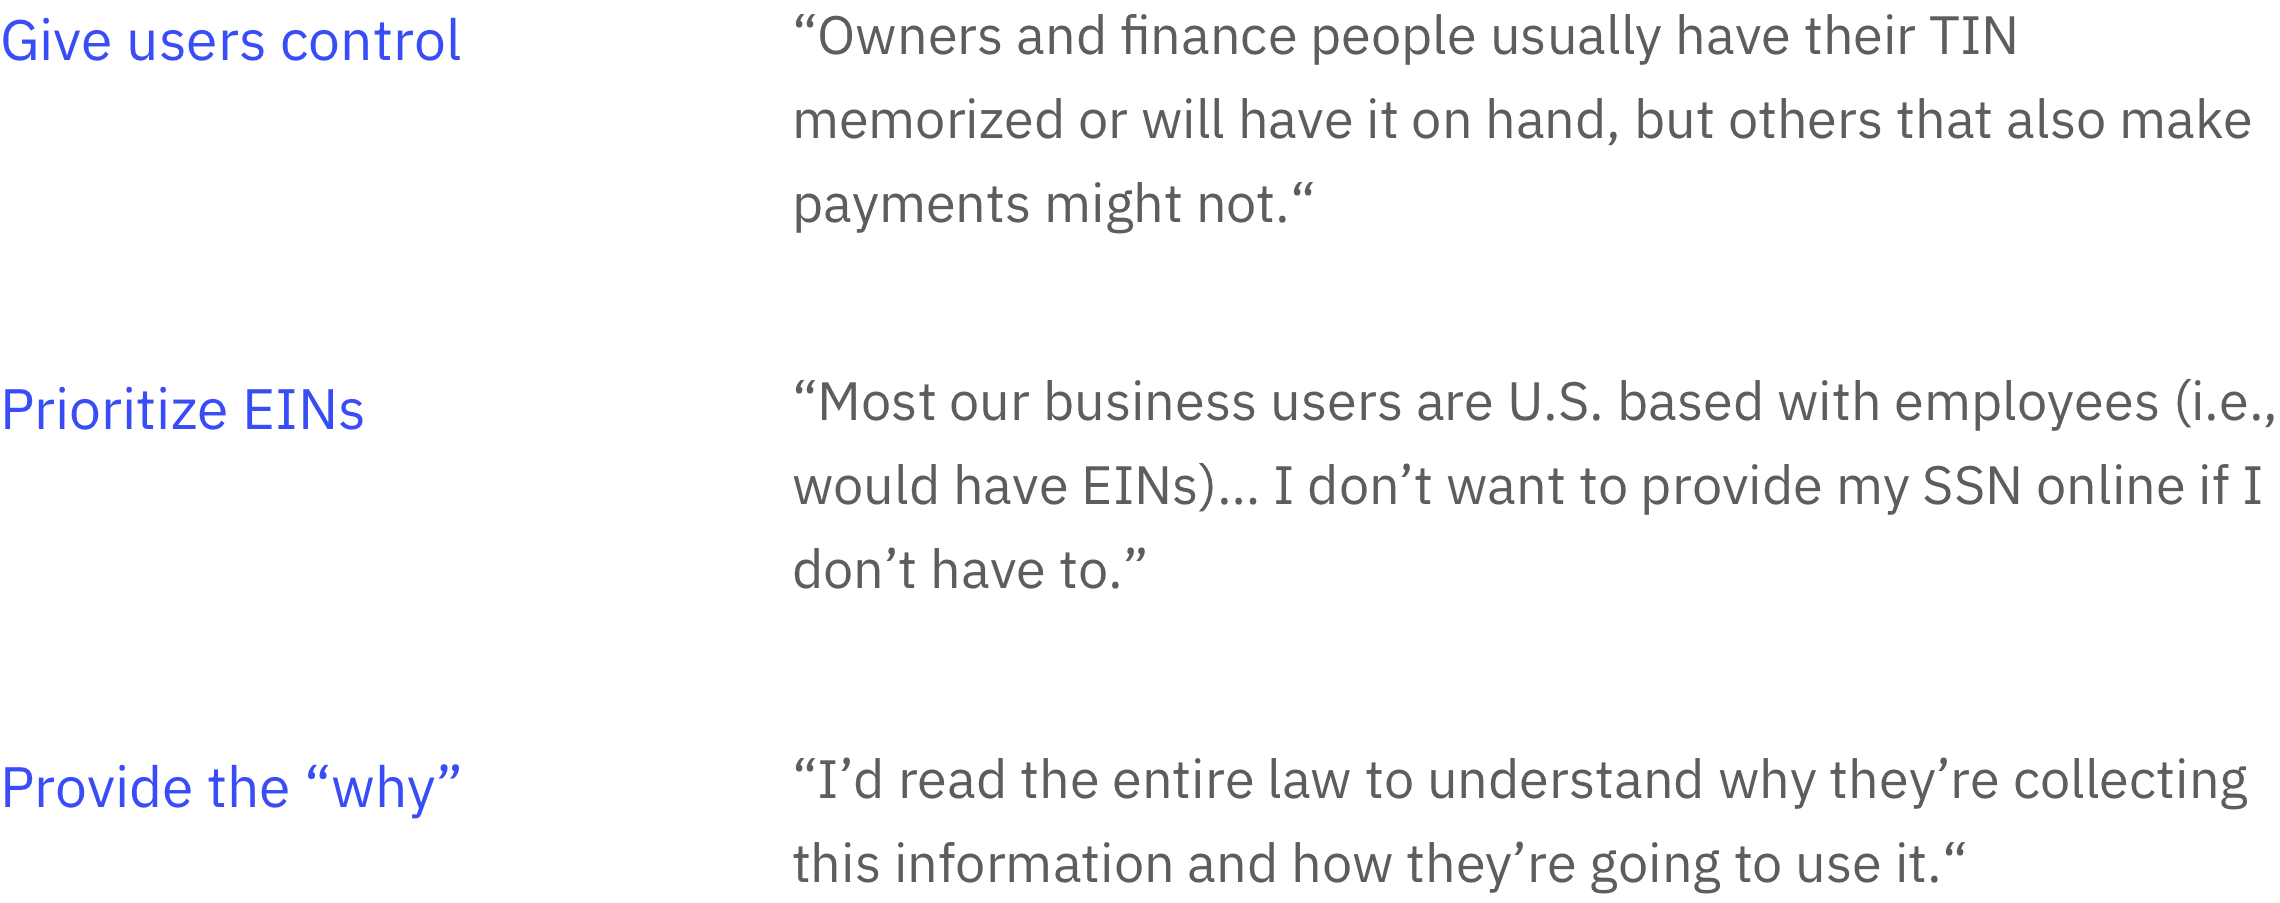 Give users control
“Owners and finance people usually have their TIN
memorized or will have it on hand, but others that also make
payments might not.“
Prioritize EINs
“Most our business users are U.S. based with employees (i.e.,
would have EINs)... I don’t want to provide my SSN online if I
don’t have to.”
Provide the “why”
“I’d read the entire law to understand why they’re collecting
this information and how they’re going to use it.“